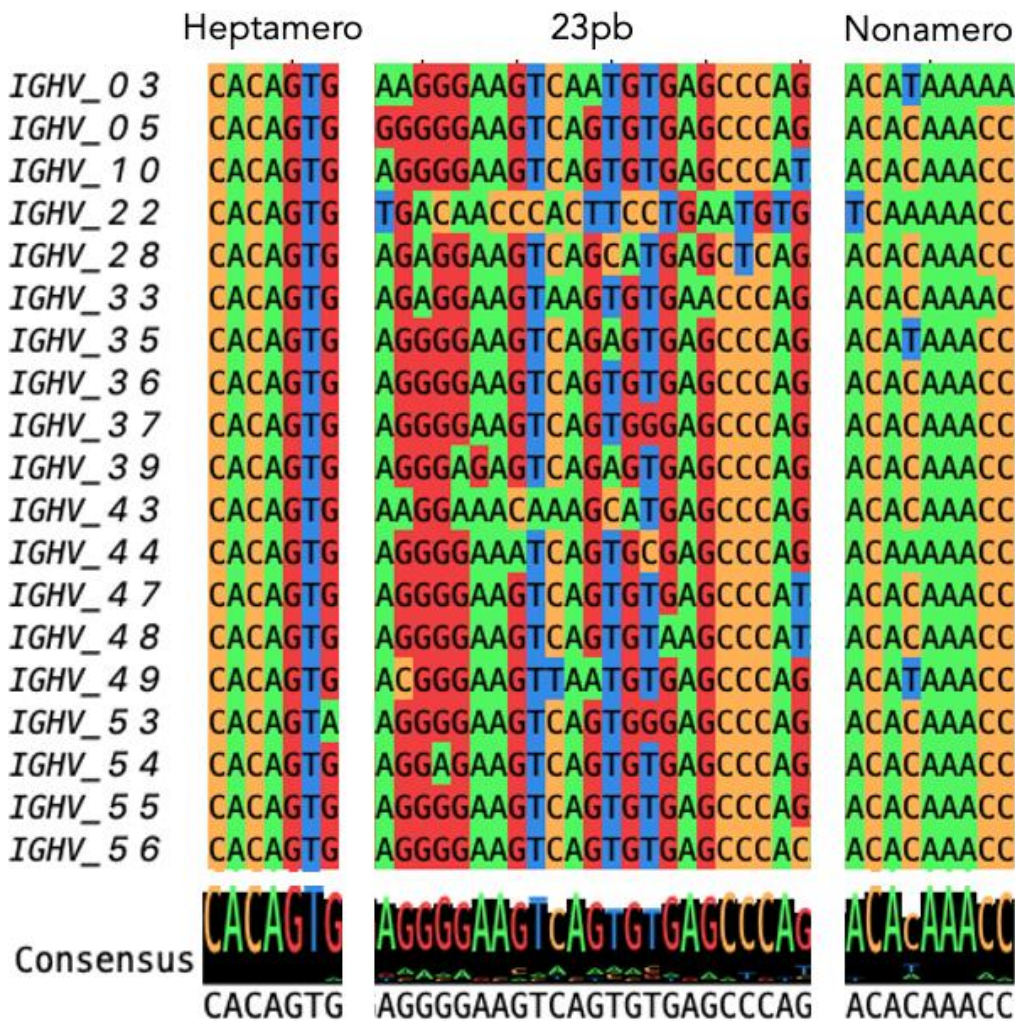 Heptamero 23pb Nonamero
IGHV_03 CACAGTG AAGGGAAGTCAATGTGAGCCCAG ACATAAAAA
IGHV_05 CACAGTG GGGGGAAGTCAGTGTGAGCCCAG ACACAAACC
IGHV_10 CACAGTG AGGGGAAGTCAGTGTGAGCCCAT ACACAAACC
IGHV_22 CACAGTG TGACAACCCACTTCCTGAATGTG TCAAAAACC
IGHV_28 CACAGTG AGAGGAAGTCAGCATGAGCTCAG ACACAAACC
IGHV_33 CACAGTG AGAGGAAGTAAGTGTGAACCCAG ACACAAAAC
IGHV_35 CACAGTG AGGGGAAGTCAGAGTGAGCCCAG ACATAAACC
IGHV_36 CACAGTG AGGGGAAGTCAGTGTGAGCCCAG ACACAAACC
IGHV_37 CACAGTG AGGGGAAGTCAGTGGGAGCCCAG ACACAAACC
IGHV_39 CACAGTG AGGGAGAGTCAGAGTGAGCCCAG ACACAAACC
IGHV_43 CACAGTG AAGGAAACAAAGCATGAGCCCAG ACACAAACC
IGHV_44 CACAGTG AGGGGAAATCAGTGCGAGCCCAG ACAAAAACC
IGHV_47 CACAGTG AGGGGAAGTCAGTGTGAGCCCAT ACACAAACC
IGHV_48 CACAGTG AGGGGAAGTCAGTGTAAGCCCAT ACACAAACC
IGHV_49 CACAGTG ACGGGAAGTTAATGTGAGCCCAG ACATAAACC
IGHV_53 CACAGTA AGGGGAAGTCAGTGGGAGCCCAG ACACAAACC
IGHV_54 CACAGTG AGGAGAAGTCAGTGTGAGCCCAG ACACAAACC
IGHV_55 CACAGTG AGGGGAAGTCAGTGTGAGCCCAG ACACAAACC
IGHV_56 CACAGTG AGGGGAAGTCAGTGTGAGCCCAC ACACAAACC
Consensus CACAGTG AGGGGAAGTCAGTGTGAGCCCAG ACACAAACC
CACAGTG AGGGGAAGTCAGTGTGAGCCCAG ACACAAACC